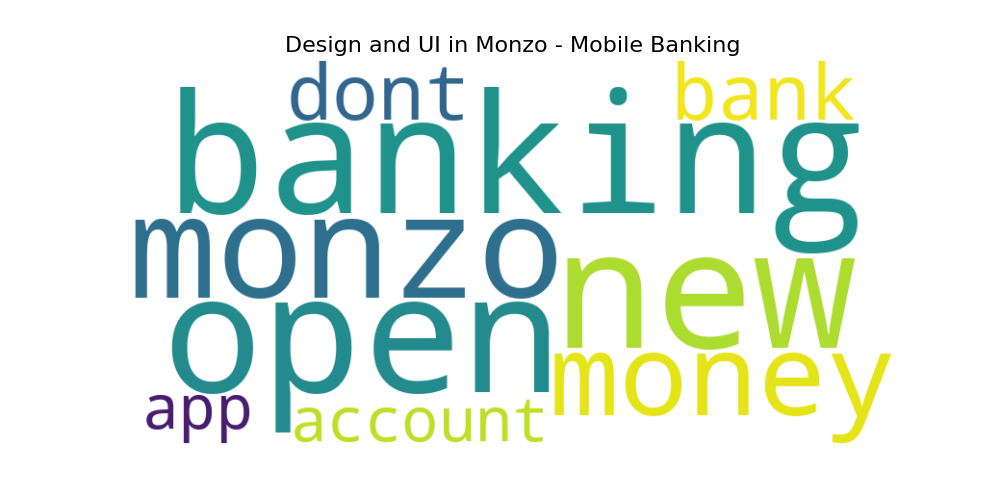 Design and UI in Monzo - Mobile Banking
dont bank
banking
monzo
new
open
money
app account